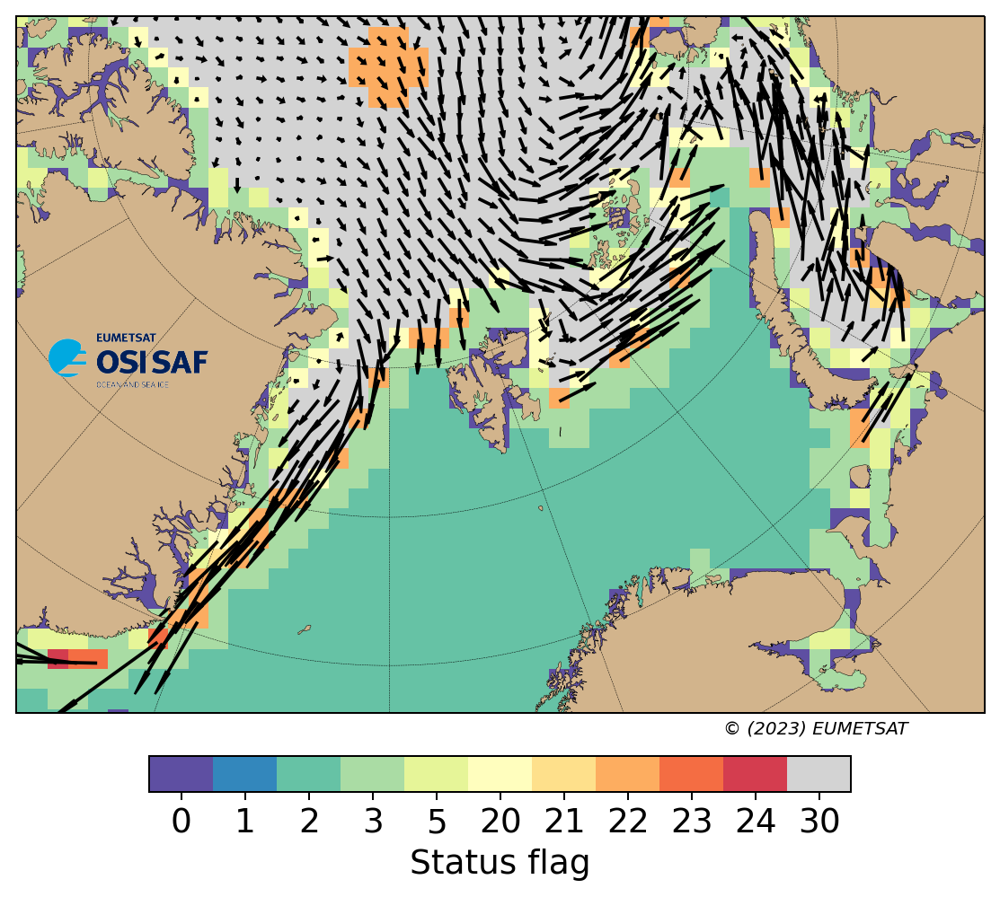 EUMETSAT
OSI SAF
OCEAN AND SEA ICE
© (2023) EUMETSAT
0 1 2 3 5 20 21 22 23 24 30
Status flag